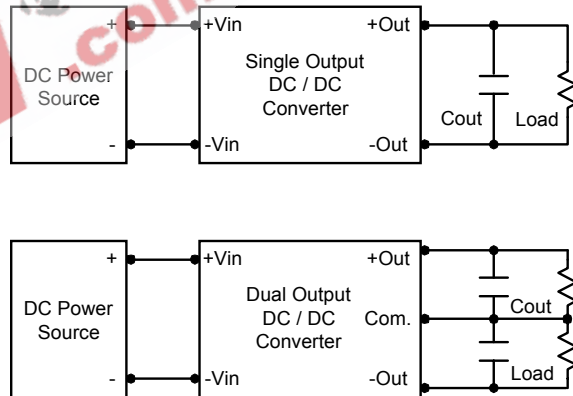 .com
+ +Vin +Out
DC Power
Source
Single Output
DC / DC
Converter
Cout Load
- -Vin -Out
+ +Vin +Out
DC Power
Source
Dual Output
DC / DC
Converter
Com.
Cout
Load
- -Vin -Out